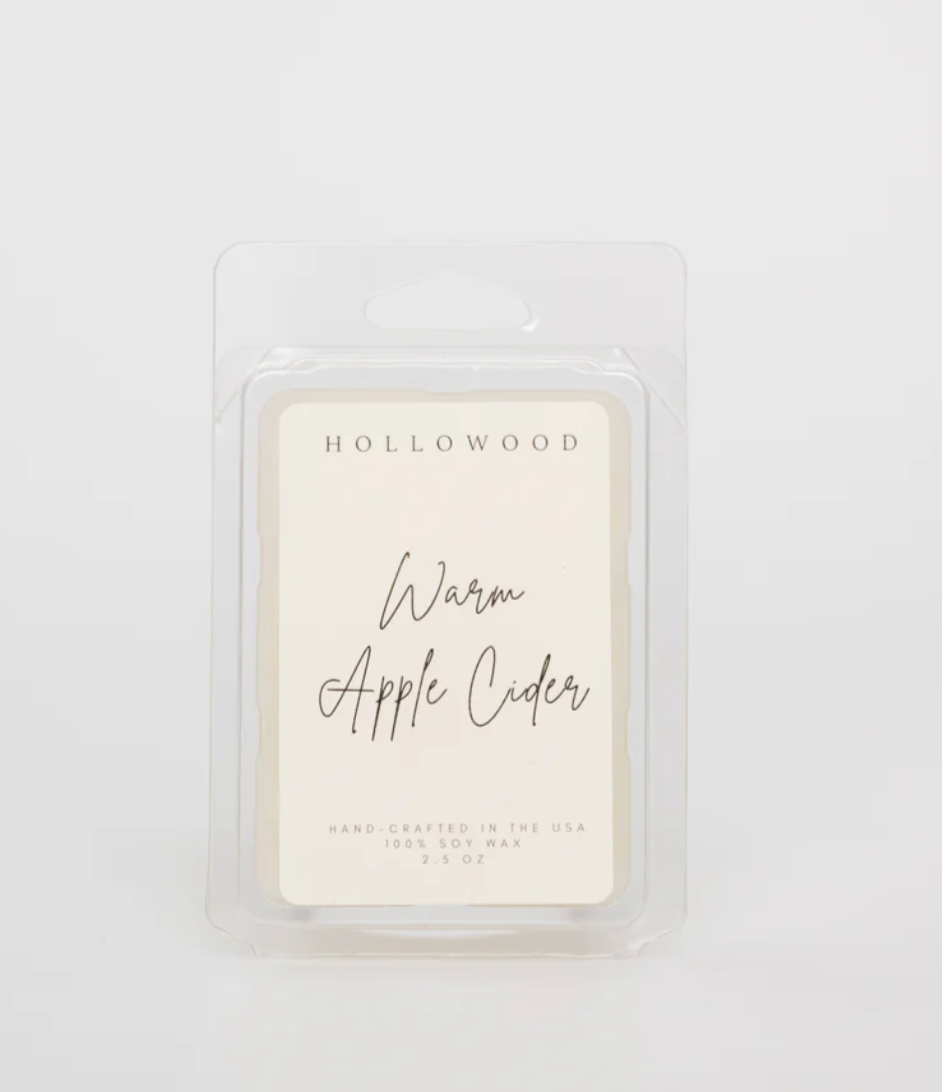 HOLLOWOOD
Warm
Apple Cider
HAND-CRAFTED IN THE USA
100% SOY WAX
2.5 OZ